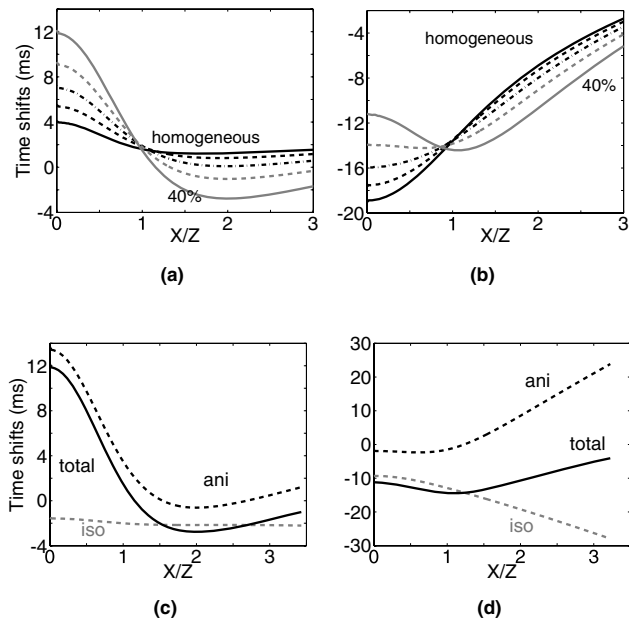 Time shifts (ms)
12
8
4
0
-4
homogeneous
40%
0
1
2
3
X/Z
(a)
-4
-8
-12
-16
-20
homogeneous
40%
0
1
2
3
X/Z
(b)
Time shifts (ms)
12
8
4
0
-4
total
ani
iso
0
1
2
3
X/Z
(c)
30
20
10
0
-10
-20
-30
ani
total
iso
0
1
2
3
X/Z
(d)